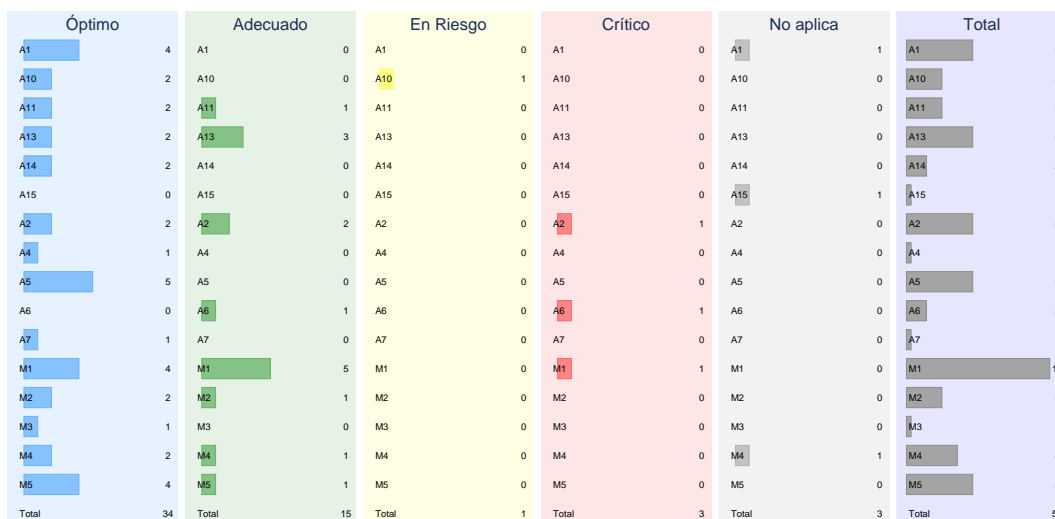 Óptimo Adecuado En Riesgo Crítico No aplica Total
A1 4 A1 0 A1 0 A1 0 A1 1 A1
A10 2 A10 0 A10 1 A10 0 A10 0 A10
A11 2 A11 1 A11 0 A11 0 A11 0 A11
A13 2 A13 3 A13 0 A13 0 A13 0 A13
A14 2 A14 0 A14 0 A14 0 A14 0 A14
A15 0 A15 0 A15 0 A15 0 A15 1 A15
A2 2 A2 2 A2 0 A2 1 A2 0 A2
A4 1 A4 0 A4 0 A4 0 A4 0 A4
A5 5 A5 0 A5 0 A5 0 A5 0 A5
A6 0 A6 1 A6 0 A6 1 A6 0 A6
A7 1 A7 0 A7 0 A7 0 A7 0 A7
M1 4 M1 5 M1 0 M1 1 M1 0 M1
M2 2 M2 1 M2 0 M2 0 M2 0 M2
M3 1 M3 0 M3 0 M3 0 M3 0 M3
M4 2 M4 1 M4 0 M4 0 M4 1 M4
M5 4 M5 1 M5 0 M5 0 M5 0 M5
Total 34 Total 15 Total 1 Total 3 Total 3 Total